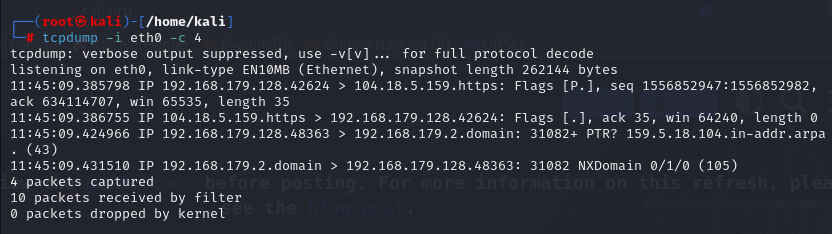 ┌──(root㉿kali)-[/home/kali]
└─# tcpdump -i eth0 -c 4
tcpdump: verbose output suppressed, use -v[v]... for full protocol decode
listening on eth0, link-type EN10MB (Ethernet), snapshot length 262144 bytes
11:45:09.385798 IP 192.168.179.128.42624 > 104.18.5.159.https: Flags [P.], seq 1556852947:1556852982,
ack 634114707, win 65535, length 35
11:45:09.386755 IP 104.18.5.159.https > 192.168.179.128.42624: Flags [.], ack 35, win 64240, length 0
11:45:09.424966 IP 192.168.179.128.48363 > 192.168.179.2.domain: 31082+ PTR? 159.5.18.104.in-addr.arpa
. (43)
11:45:09.431510 IP 192.168.179.2.domain > 192.168.179.128.48363: 31082 NXDomain 0/1/0 (105)
4 packets captured
before posting. For more information on this refresh, plea
10 packets received by filter
see the blog post.
0 packets dropped by kernel